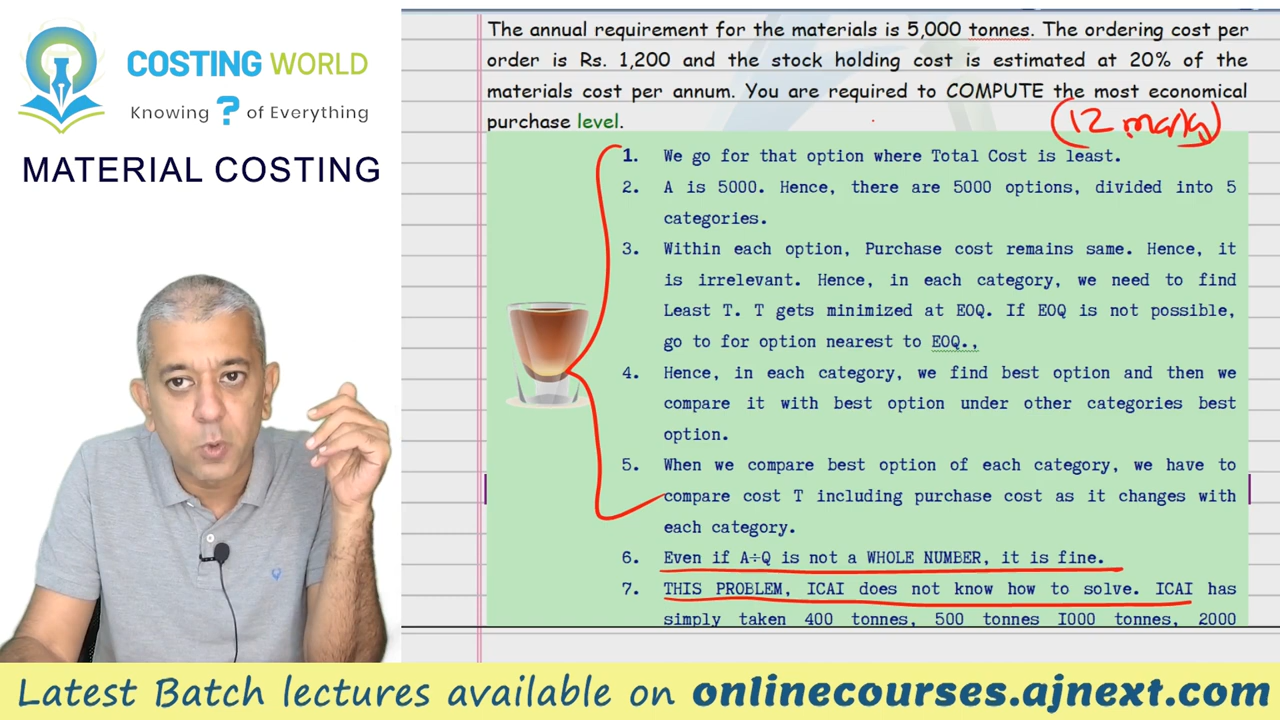 COSTING WORLD
Knowing ? of Everything
MATERIAL COSTING
The annual requirement for the materials is 5,000 tonnes. The ordering cost per
order is Rs. 1,200 and the stock holding cost is estimated at 20% of the
materials cost per annum. You are required to COMPUTE the most economical
purchase level.
(12 marks)
1. We go for that option where Total Cost is least.
2. A is 5000. Hence, there are 5000 options, divided into 5
categories.
3. Within each option, Purchase cost remains same. Hence, it
is irrelevant. Hence, in each category, we need to find
Least T. T gets minimized at EOQ. If EOQ is not possible,
go to for option nearest to EOQ.,
4. Hence, in each category, we find best option and then we
compare it with best option under other categories best
option.
5. When we compare best option of each category, we have to
compare cost T including purchase cost as it changes with
each category.
6. Even if A÷Q is not a WHOLE NUMBER, it is fine.
7. THIS PROBLEM, ICAI does not know how to solve. ICAI has
simply taken 400 tonnes, 500 tonnes 1000 tonnes, 2000
Latest Batch lectures available on onlinecourses.ajnext.com